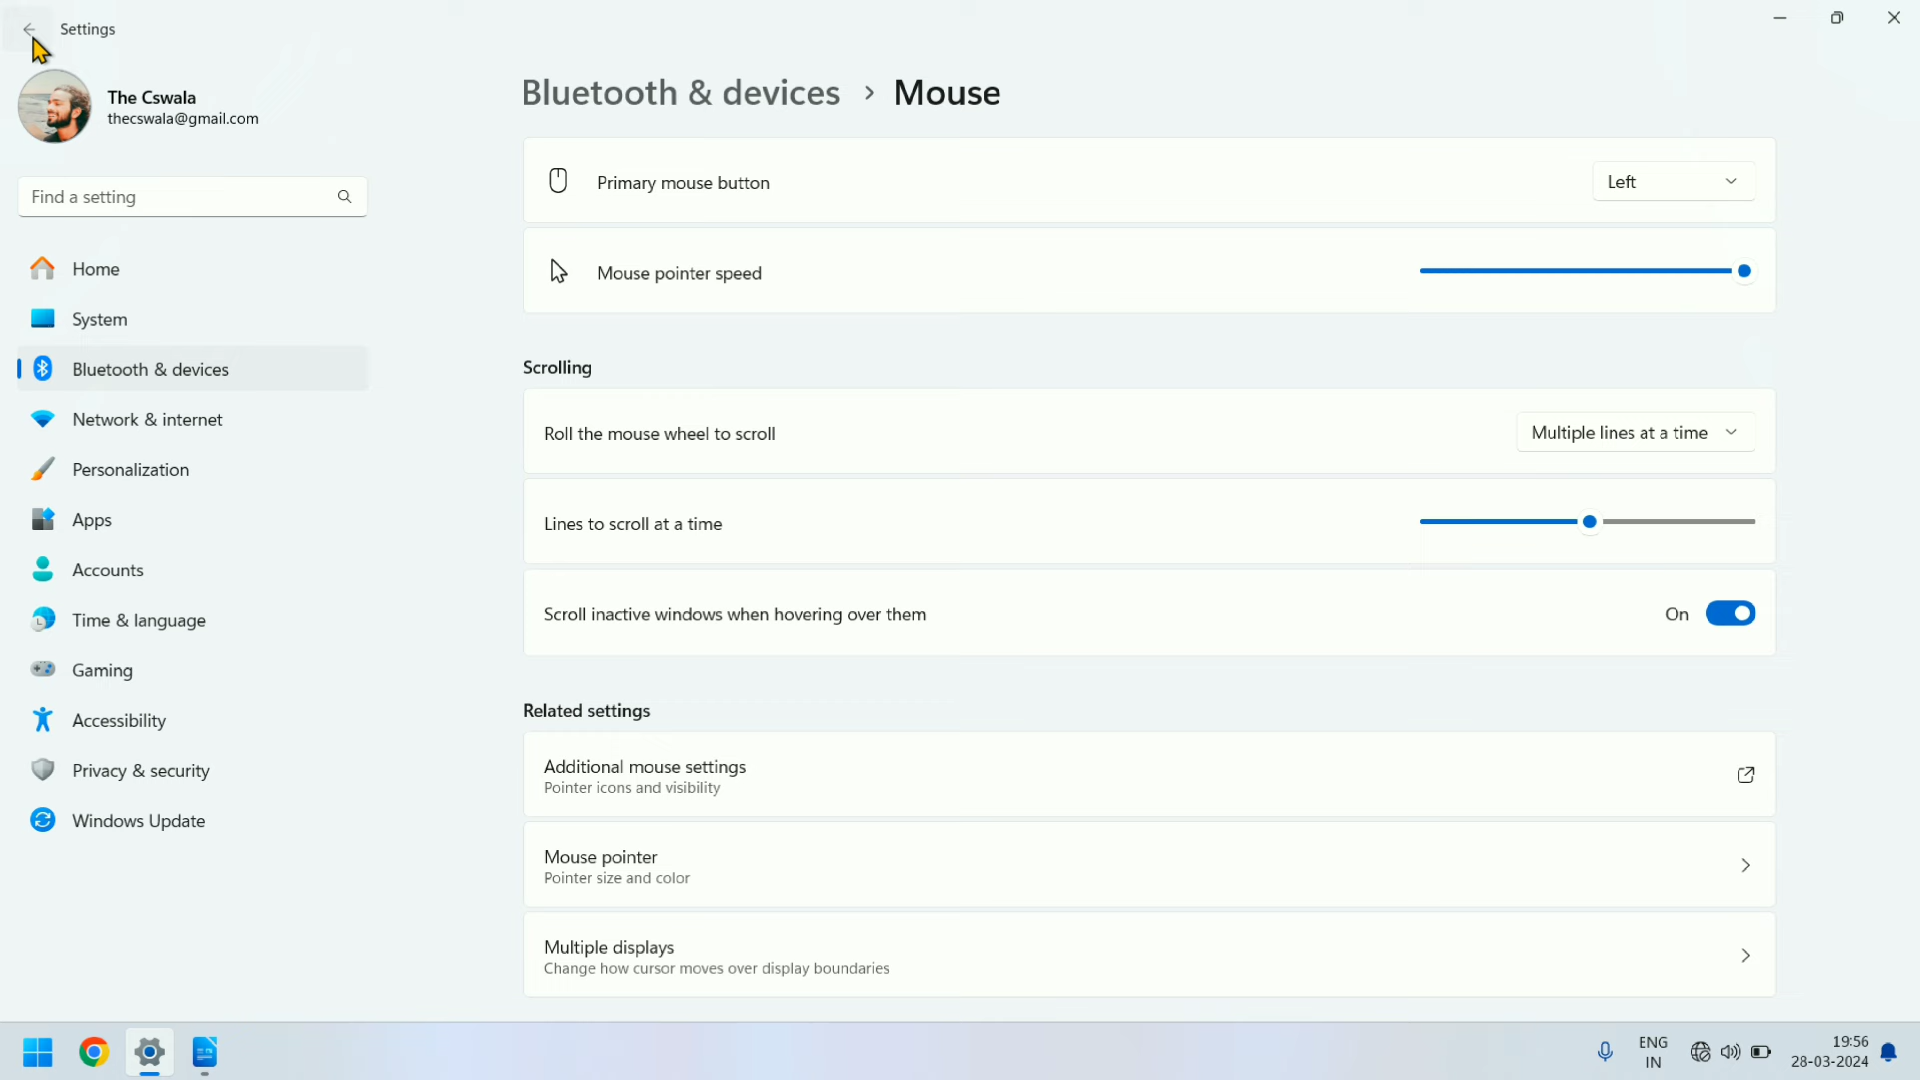 Settings
The Cswala
thecswala@gmail.com
Find a setting
Home
System
Bluetooth & devices
Network & internet
Personalization
Apps
Accounts
Time & language
Gaming
Accessibility
Privacy & security
Windows Update
Bluetooth & devices > Mouse
Primary mouse button
Left
Mouse pointer speed
Scrolling
Roll the mouse wheel to scroll
Multiple lines at a time
Lines to scroll at a time
Scroll inactive windows when hovering over them
On
Related settings
Additional mouse settings
Pointer icons and visibility
Mouse pointer
Pointer size and color
Multiple displays
Change how cursor moves over display boundaries
ENG
IN
19:56
28-03-2024